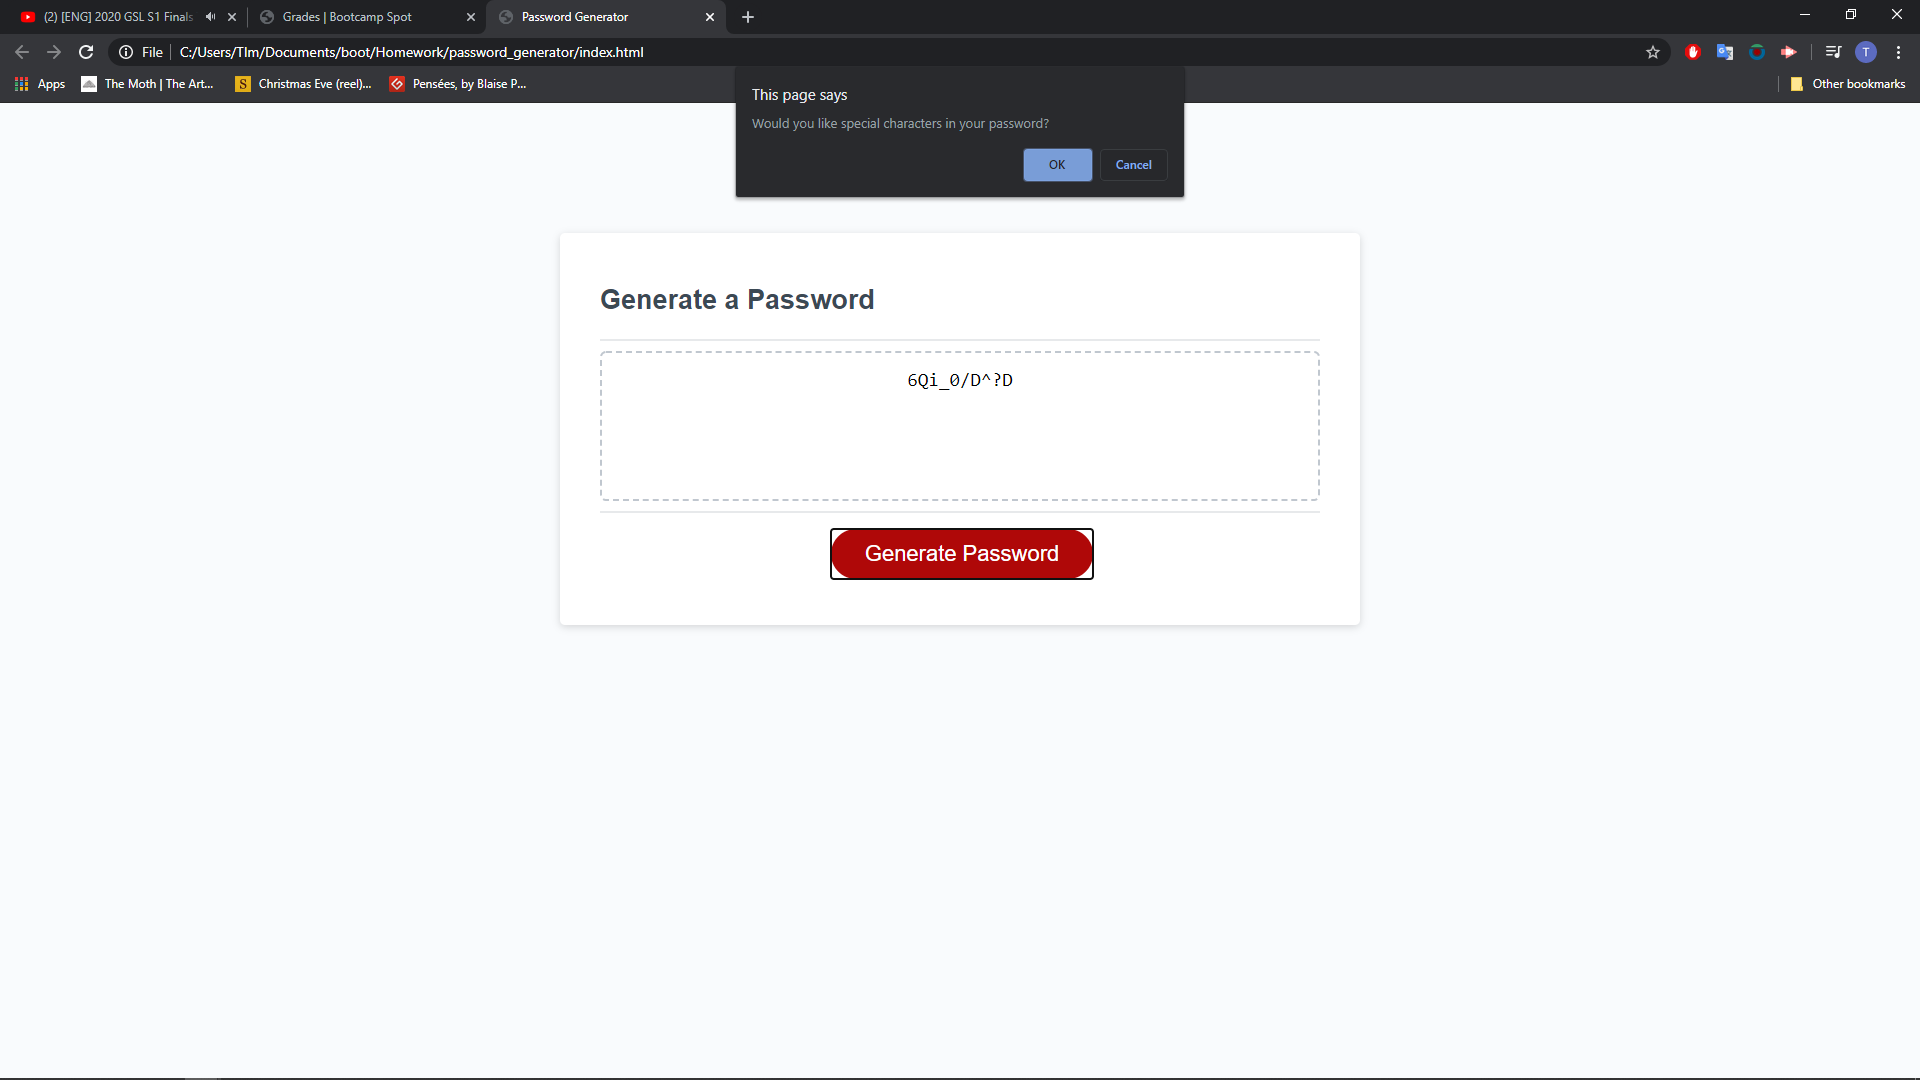 (2) [ENG] 2020 GSL S1 Finals
Grades | Bootcamp Spot
Password Generator
File
C:/Users/TIm/Documents/boot/Homework/password_generator/index.html
T
Apps
The Moth | The Art...
S
Christmas Eve (reel)...
Pensées, by Blaise P...
Other bookmarks
This page says
Would you like special characters in your password?
OK
Cancel
Generate a Password
6Qi_0/D^?D
Generate Password